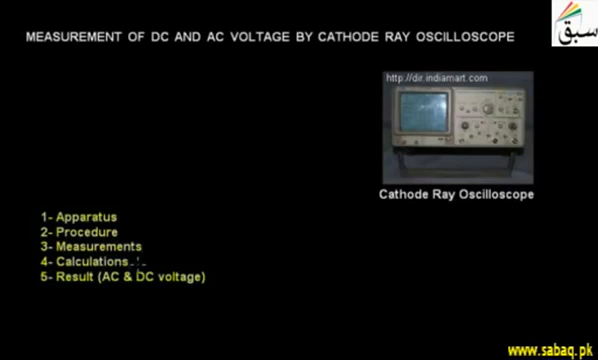 MEASUREMENT OF DC AND AC VOLTAGE BY CATHODE RAY OSCILLOSCOPE
سبق
http://dir.indiamart.com
Cathode Ray Oscilloscope
1- Apparatus
2- Procedure
3- Measurements
4- Calculations
5- Result (AC & DC voltage)
www.sabaq.pk